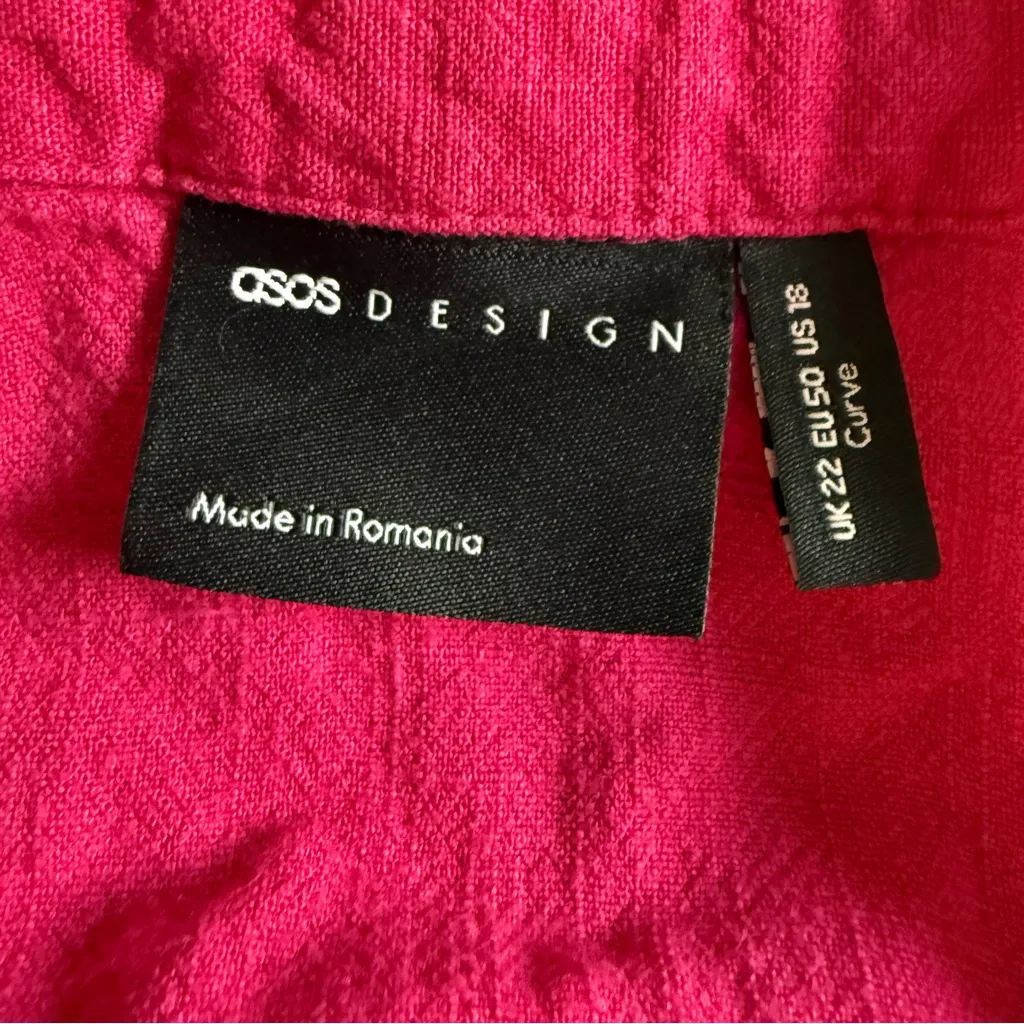 asos DESIGN
Made in Romania
UK 22 EU 50 US 18
Curve